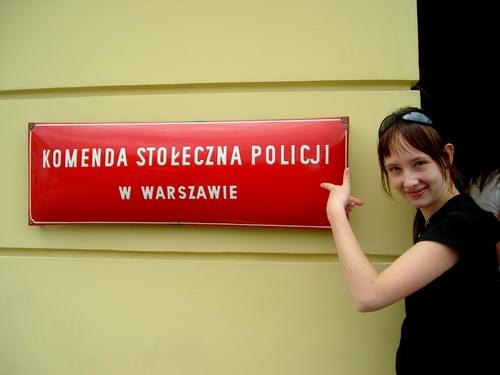 KOMENDA STOŁECZNA POLICJI
W WARSZAWIE